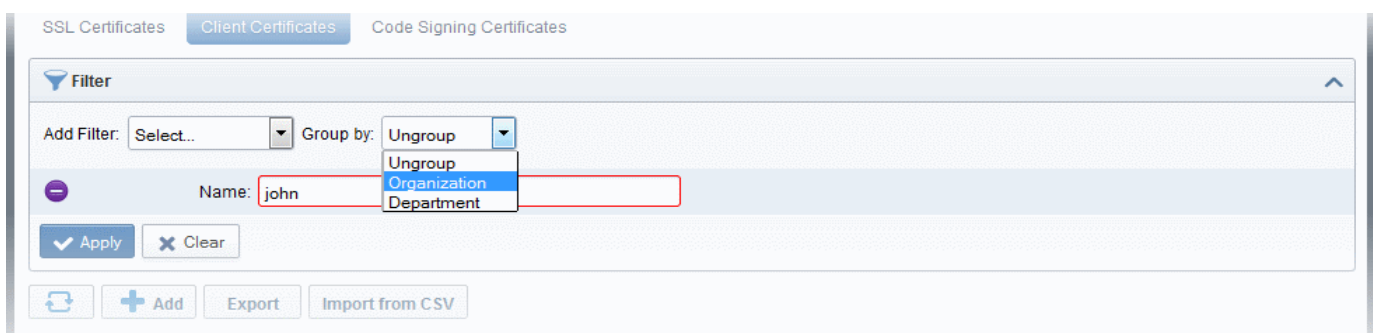 SSL Certificates Client Certificates Code Signing Certificates
Filter
Add Filter: Select... Group by: Ungroup
Ungroup
Organization
Name: john
Department
Apply Clear
Add Export Import from CSV